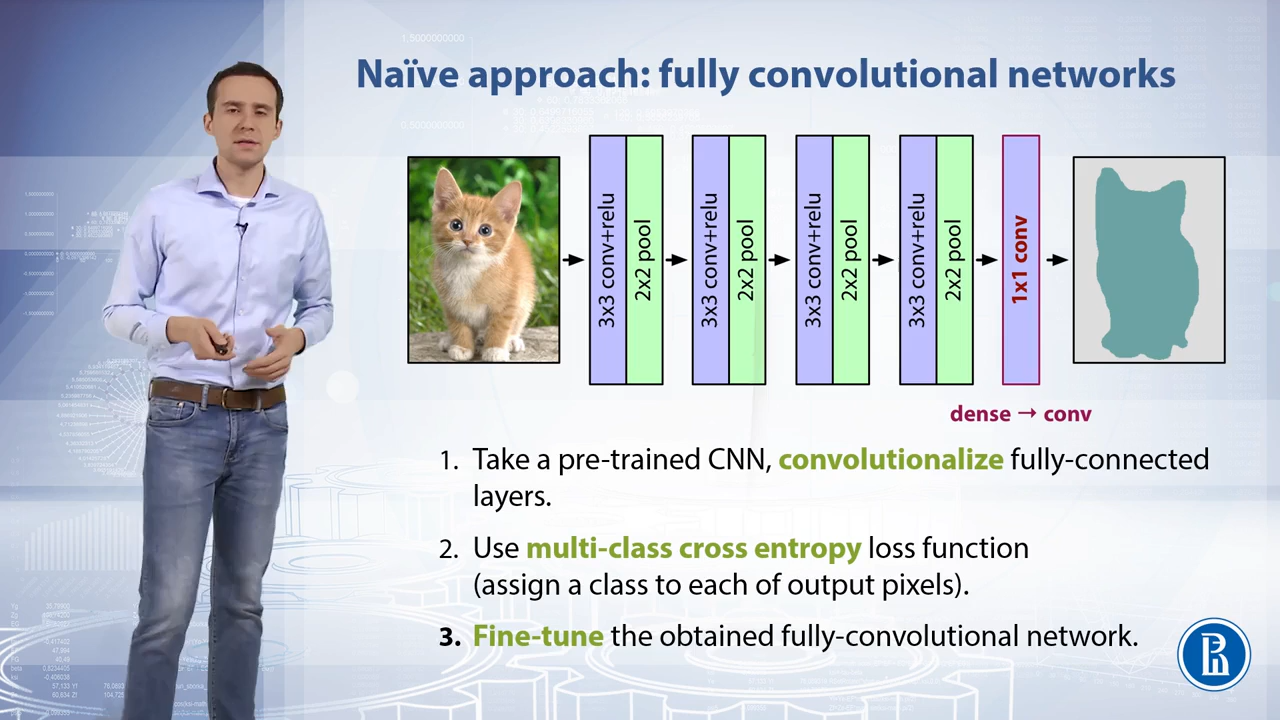 Naïve approach: fully convolutional networks
3x3 conv+relu
2x2 pool
3x3 conv+relu
2x2 pool
3x3 conv+relu
2x2 pool
3x3 conv+relu
2x2 pool
1x1 conv
dense → conv
1. Take a pre-trained CNN, convolutionalize fully-connected
layers.
2. Use multi-class cross entropy loss function
(assign a class to each of output pixels).
3. Fine-tune the obtained fully-convolutional network.